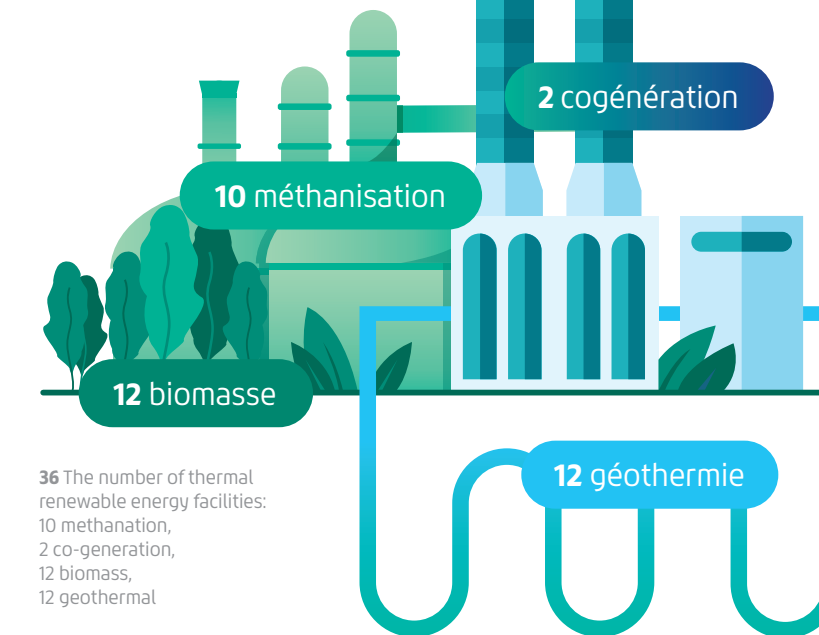 2 cogénération
10 méthanisation
12 biomasse
12 géothermie
36 The number of thermal
renewable energy facilities:
10 methanation,
2 co-generation,
12 biomass,
12 geothermal